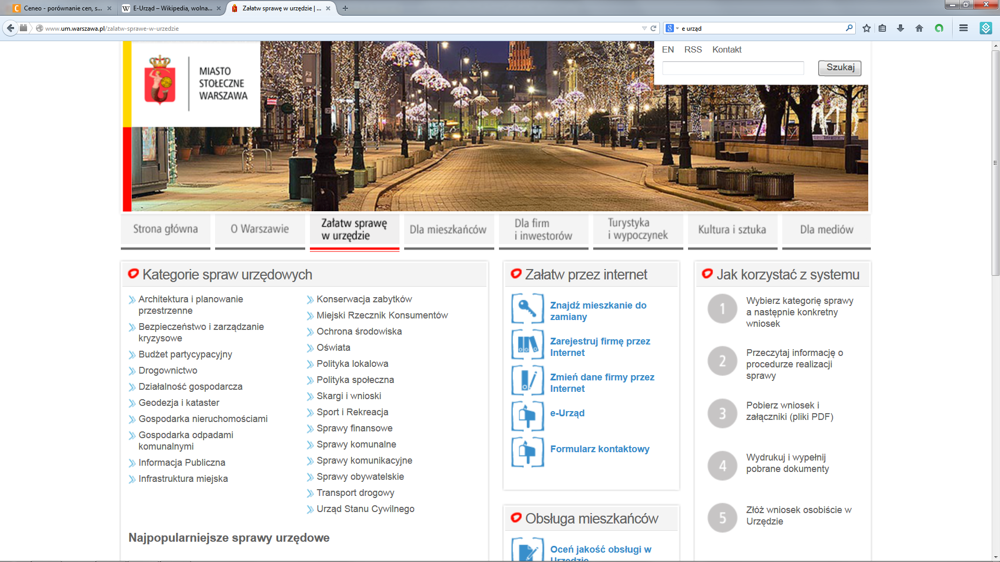 Ceneo - porównanie cen, s...
E-Urząd – Wikipedia, wolna...
Załatw sprawę w urzędzie | ...
www.um.warszawa.pl/zalatw-sprawe-w-urzedzie
e urząd
MIASTO
STOŁECZNE
WARSZAWA
EN RSS Kontakt
Szukaj
Strona główna
O Warszawie
Załatw sprawę
w urzędzie
Dla mieszkańców
Dla firm
i inwestorów
Turystyka
i wypoczynek
Kultura i sztuka
Dla mediów
Kategorie spraw urzędowych
Architektura i planowanie
przestrzenne
Bezpieczeństwo i zarządzanie
kryzysowe
Budżet partycypacyjny
Drogownictwo
Działalność gospodarcza
Geodezja i kataster
Gospodarka nieruchomościami
Gospodarka odpadami
komunalnymi
Informacja Publiczna
Infrastruktura miejska
Konserwacja zabytków
Miejski Rzecznik Konsumentów
Ochrona środowiska
Oświata
Polityka lokalowa
Polityka społeczna
Skargi i wnioski
Sport i Rekreacja
Sprawy finansowe
Sprawy komunalne
Sprawy komunikacyjne
Sprawy obywatelskie
Transport drogowy
Urząd Stanu Cywilnego
Najpopularniejsze sprawy urzędowe
Załatw przez internet
Znajdź mieszkanie do
zamiany
Zarejestruj firmę przez
Internet
Zmień dane firmy przez
Internet
e-Urząd
Formularz kontaktowy
Obsługa mieszkańców
Oceń jakość obsługi w
Urzędzie
Jak korzystać z systemu
1
Wybierz kategorię sprawy
a następnie konkretny
wniosek
2
Przeczytaj informację o
procedurze realizacji
sprawy
3
Pobierz wniosek i
załączniki (pliki PDF)
4
Wydrukuj i wypełnij
pobrane dokumenty
5
Złóż wniosek osobiście w
Urzędzie